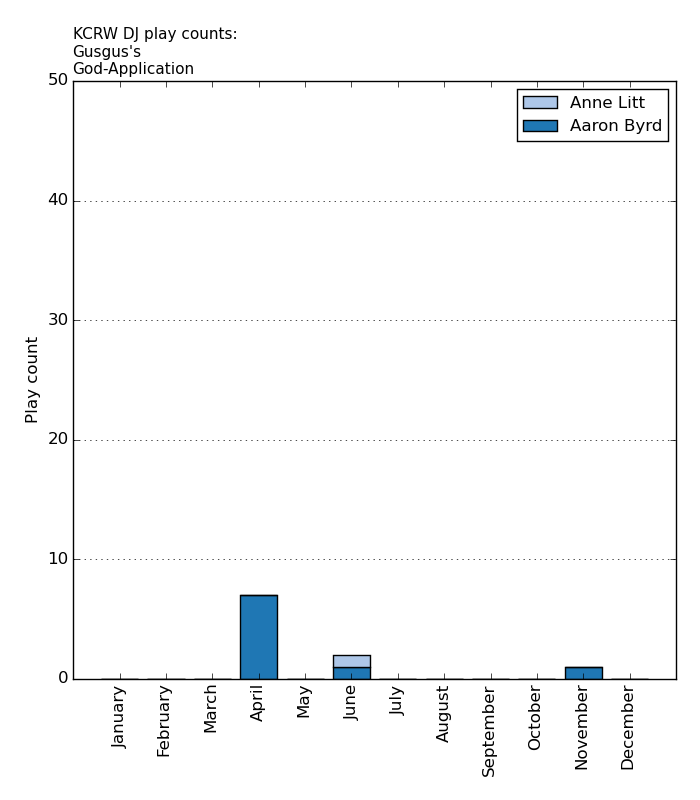 KCRW DJ play counts:
Gusgus's
God-Application
50
40
30
20
10
0
Play count
Anne Litt
Aaron Byrd
January
February
March
April
May
June
July
August
September
October
November
December